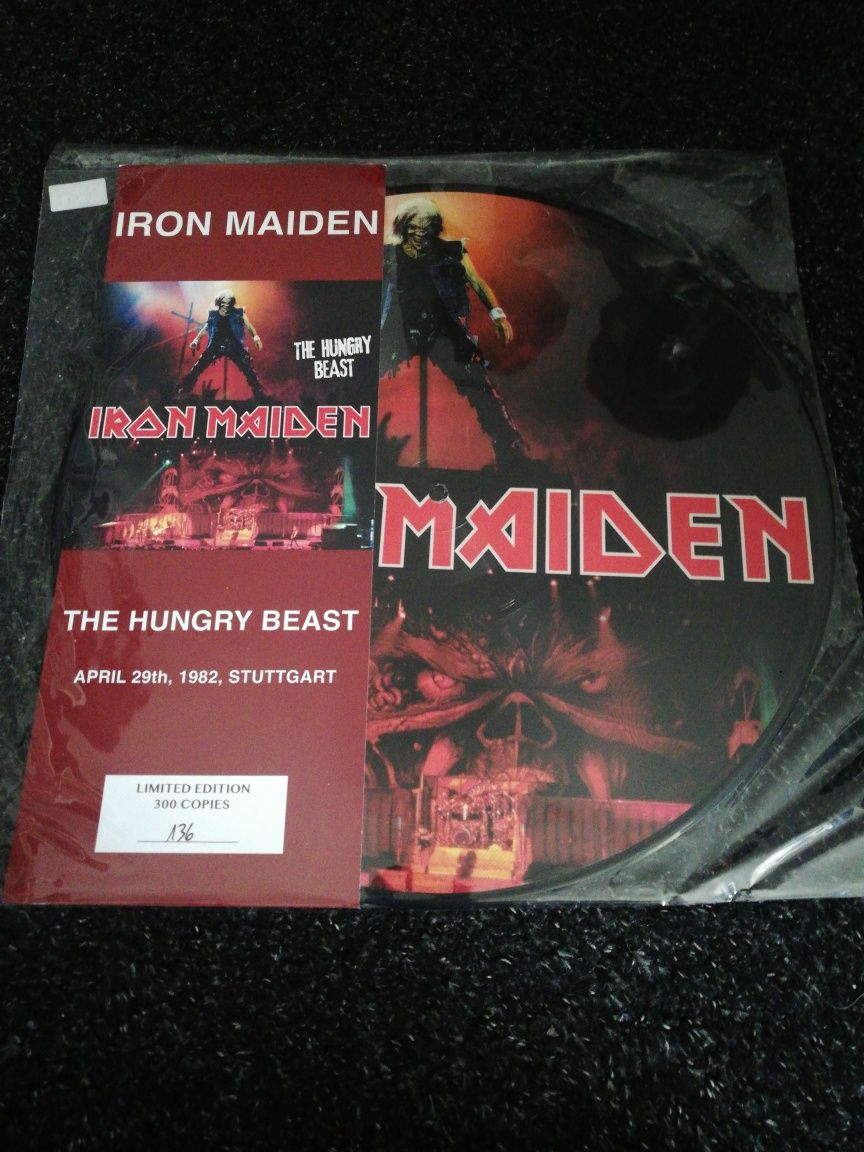 IRON MAIDEN
THE HUNGRY
BEAST
IRON MAIDEN
THE HUNGRY BEAST
APRIL 29th, 1982, STUTTGART
LIMITED EDITION
300 COPIES
136
MAIDEN